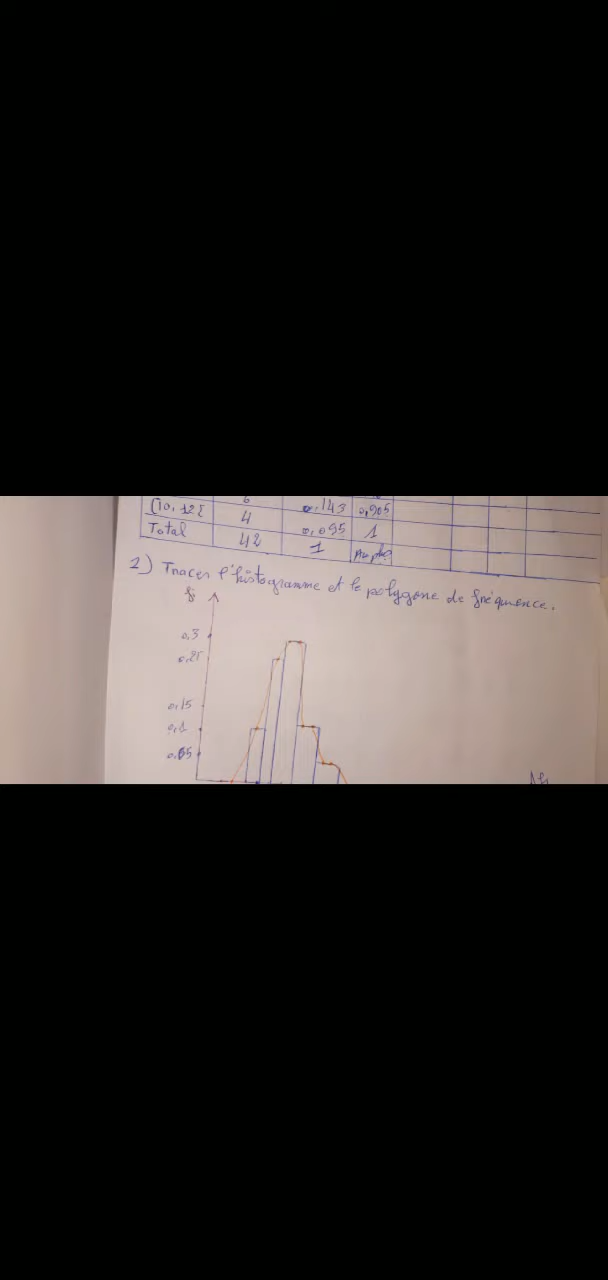 6 0,143 0,905
[10, 12[ 4 0,095 1
Total 42 1
2) Tracer l'histogramme et le polygone de fréquence.
fi
0,3
0,25
0,15
0,1
0,05